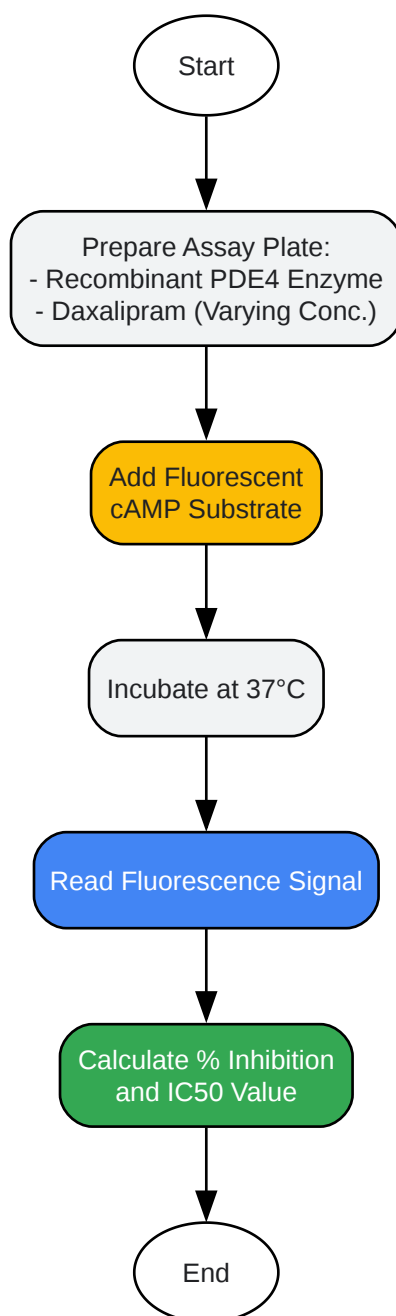 Start
Prepare Assay Plate:
- Recombinant PDE4 Enzyme
- Daxalipram (Varying Conc.)
Add Fluorescent
cAMP Substrate
Incubate at 37°C
Read Fluorescence Signal
Calculate % Inhibition
and IC50 Value
End